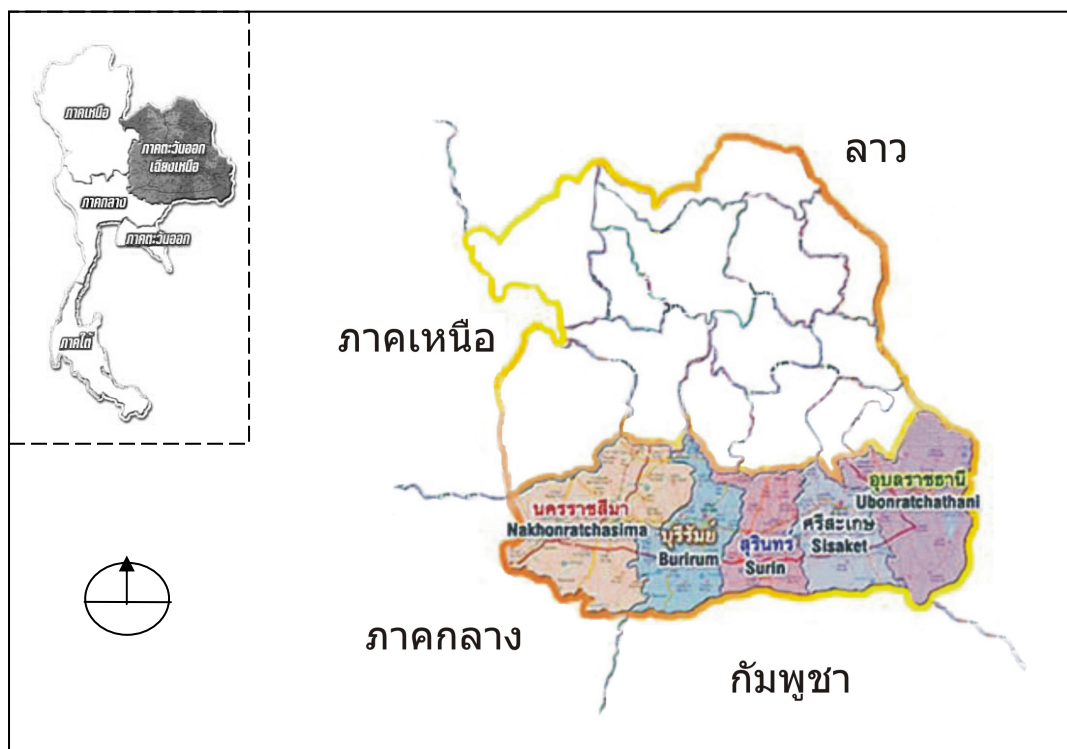 ภาคเหนือ
ภาคตะวันออก
เฉียงเหนือ
ภาคกลาง
ภาคตะวันออก
ภาคใต้
ลาว
ภาคเหนือ
นครราชสีมา
Nakhonratchasima
บุรีรัมย์
Burirum
สุรินทร์
Surin
ศรีสะเกษ
Sisaket
อุบลราชธานี
Ubonratchathani
ภาคกลาง
กัมพูชา